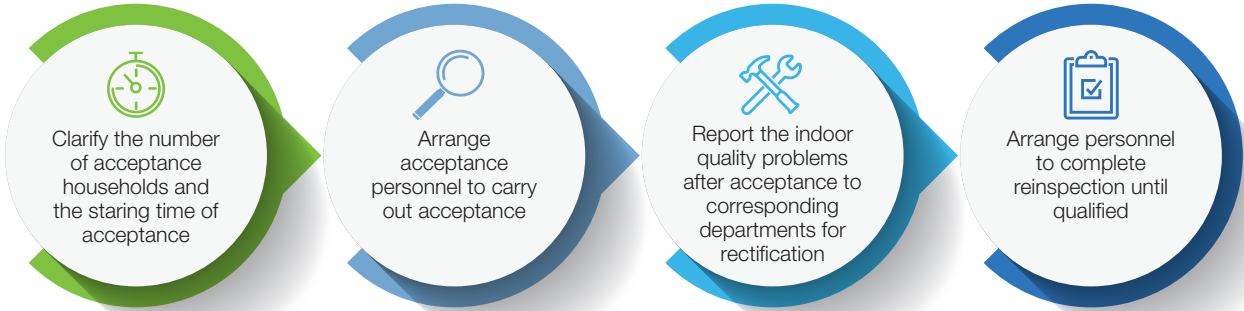 Clarify the number
of acceptance
households and
the staring time of
acceptance
Arrange
acceptance
personnel to carry
out acceptance
Report the indoor
quality problems
after acceptance to
corresponding
departments for
rectification
Arrange personnel
to complete
reinspection until
qualified